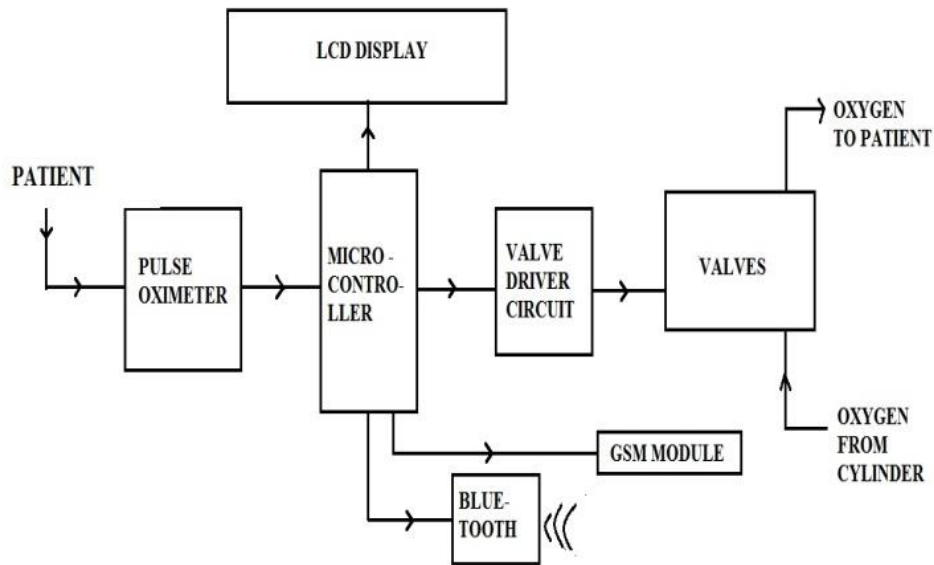 LCD DISPLAY
OXYGEN
TO PATIENT
PATIENT
PULSE
OXIMETER
MICRO -
CONTRO-
LLER
VALVE
DRIVER
CIRCUIT
VALVES
OXYGEN
FROM
CYLINDER
GSM MODULE
BLUE-
TOOTH